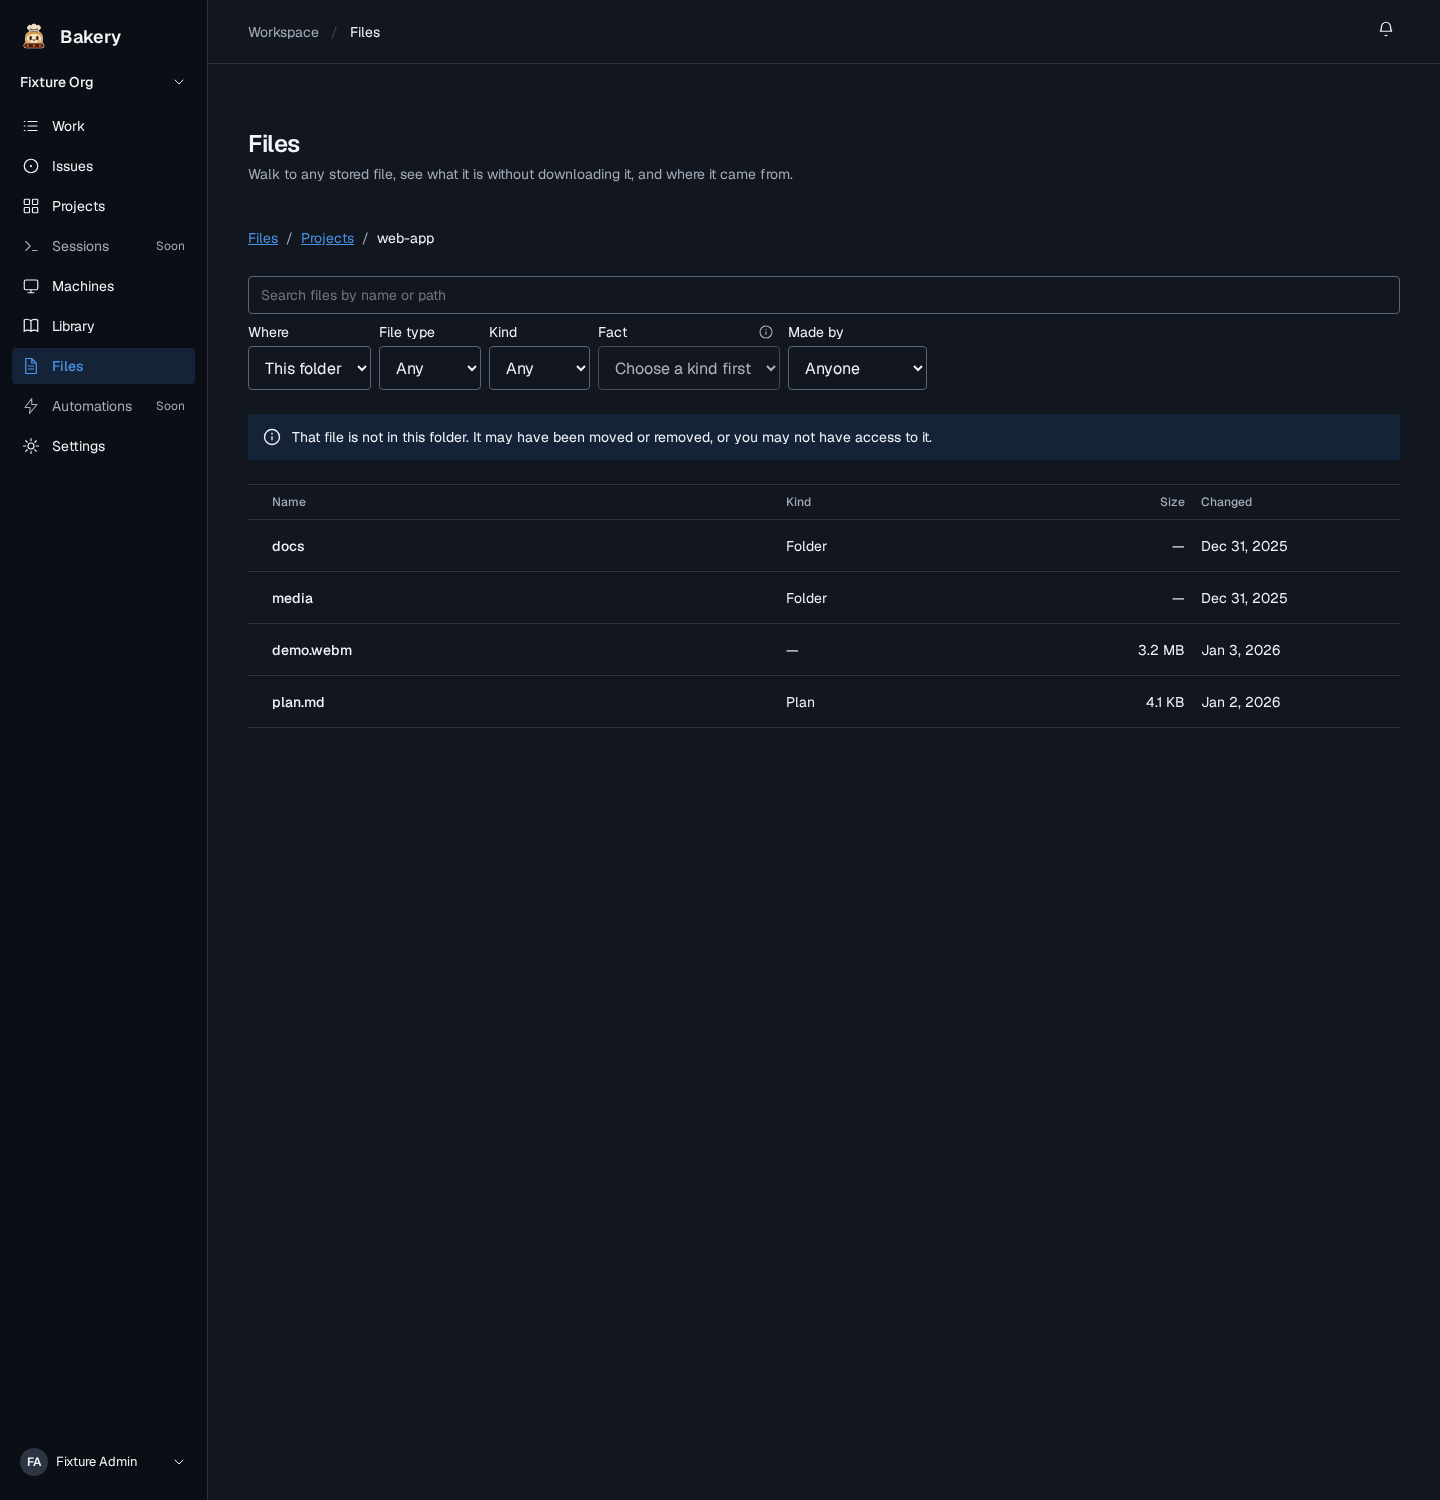 Bakery
Fixture Org
Work
Issues
Projects
Sessions Soon
Machines
Library
Files
Automations Soon
Settings
FA Fixture Admin
Workspace / Files
Files
Walk to any stored file, see what it is without downloading it, and where it came from.
Files / Projects / web-app
Search files by name or path
Where File type Kind Fact Made by
This folder Any Any Choose a kind first Anyone
That file is not in this folder. It may have been moved or removed, or you may not have access to it.
Name Kind Size Changed
docs Folder — Dec 31, 2025
media Folder — Dec 31, 2025
demo.webm — 3.2 MB Jan 3, 2026
plan.md Plan 4.1 KB Jan 2, 2026